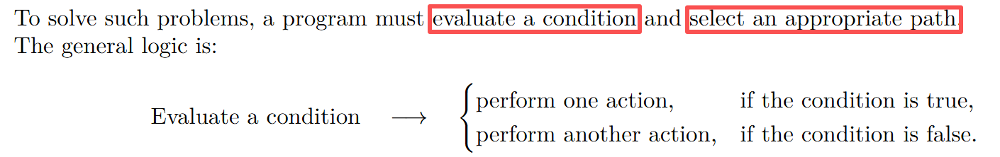 To solve such problems, a program must evaluate a condition and select an appropriate path.
The general logic is:
perform one action, if the condition is true,
Evaluate a condition ⟶
perform another action, if the condition is false.